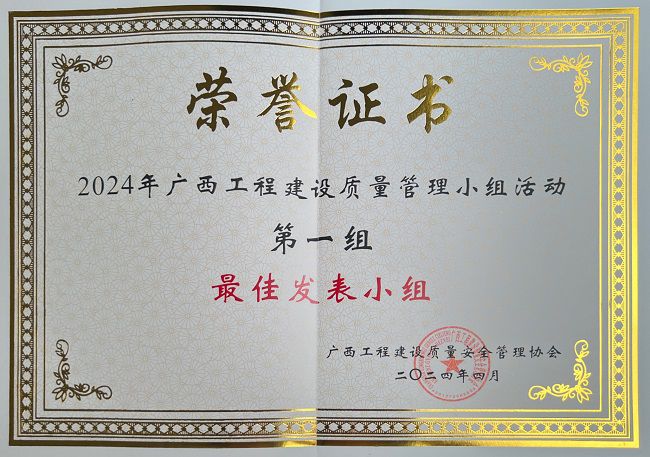 荣誉证书
2024年广西工程建设质量管理小组活动
第一组
最佳发表小组
广西工程建设质量安全管理协会
二〇二四年四月